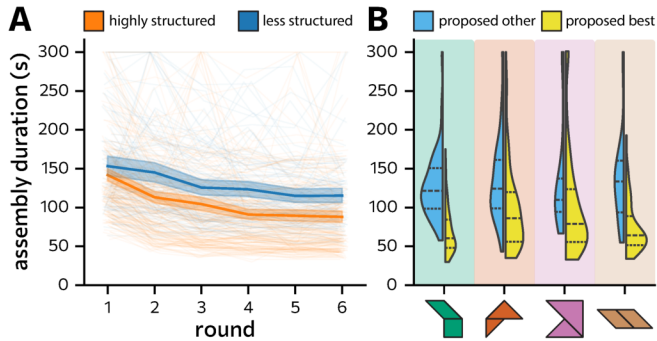 A
highly structured
less structured
B
proposed other
proposed best
assembly duration (s)
300
250
200
150
100
50
0
1 2 3 4 5 6
round
300
250
200
150
100
50
0